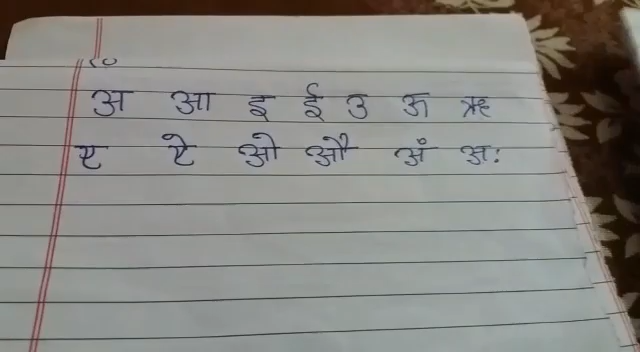 अ आ इ ई उ ऊ ऋ
ए ऐ ओ औ अं अः